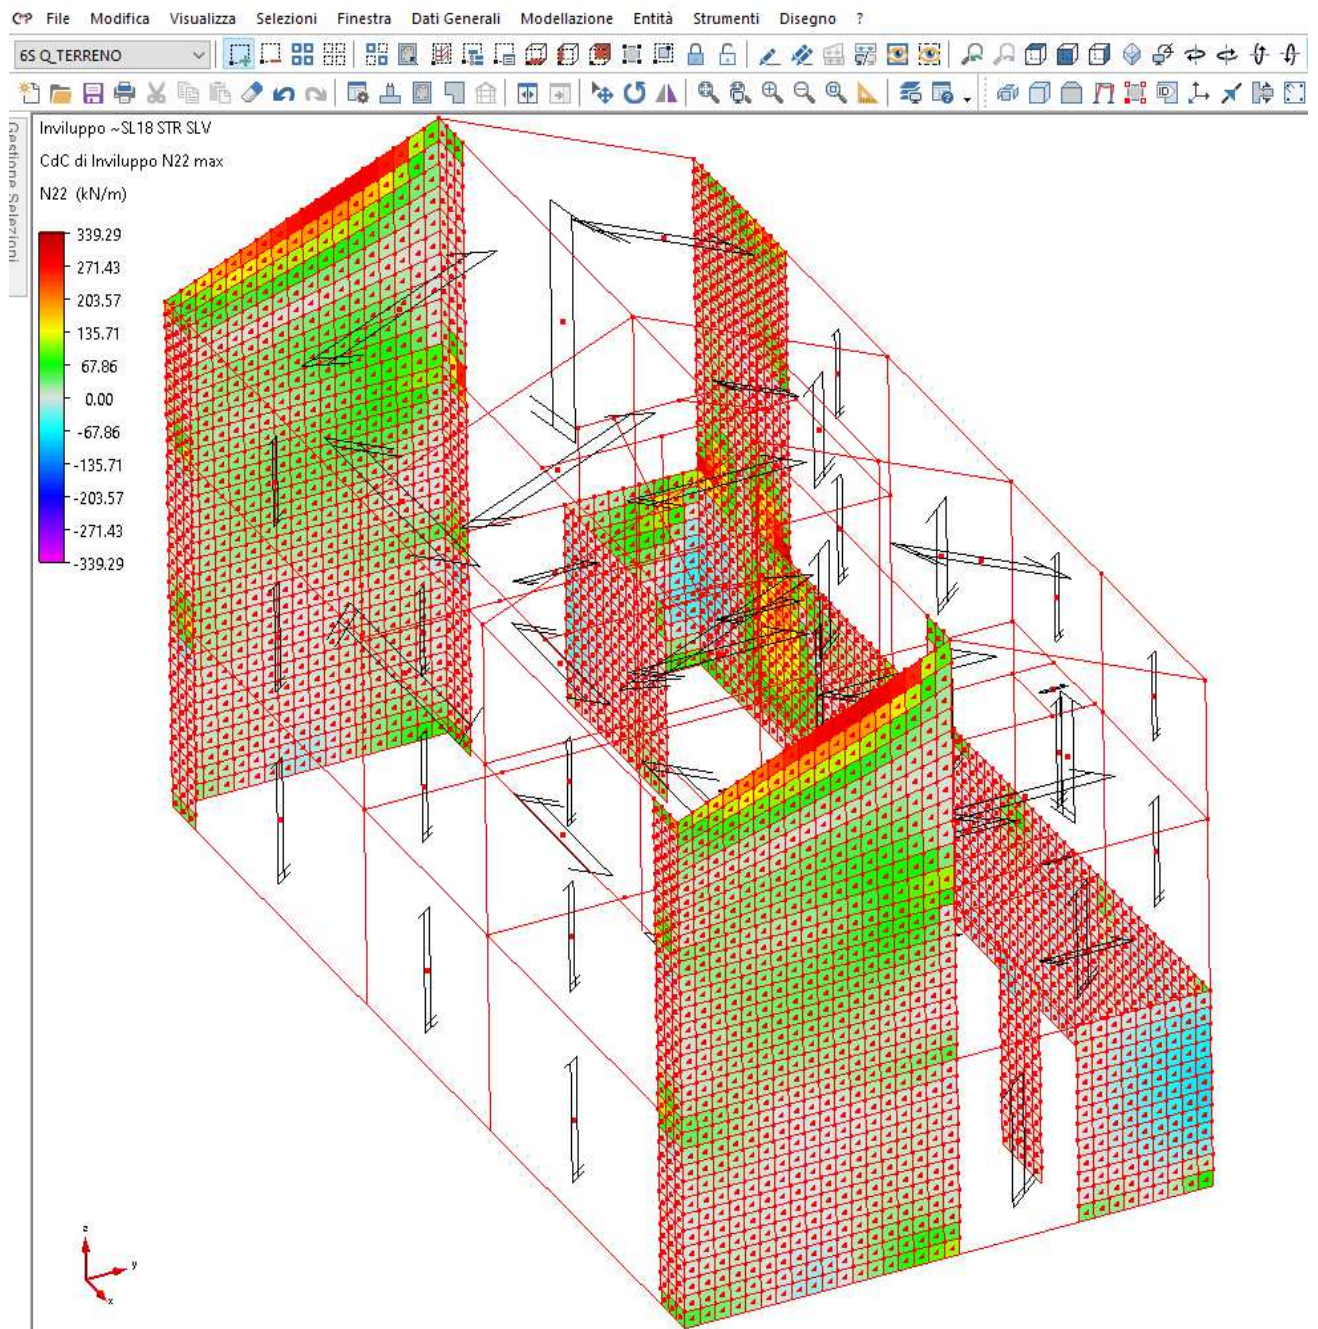 File Modifica Visualizza Selezioni Finestra Dati Generali Modellazione Entità Strumenti Disegno ?
6S Q_TERRENO
Gestione Selezioni
Inviluppo ~SL18 STR SLV
CdC di Inviluppo N22 max
N22 (kN/m)
339.29
271.43
203.57
135.71
67.86
0.00
-67.86
-135.71
-203.57
-271.43
-339.29
z
y
x